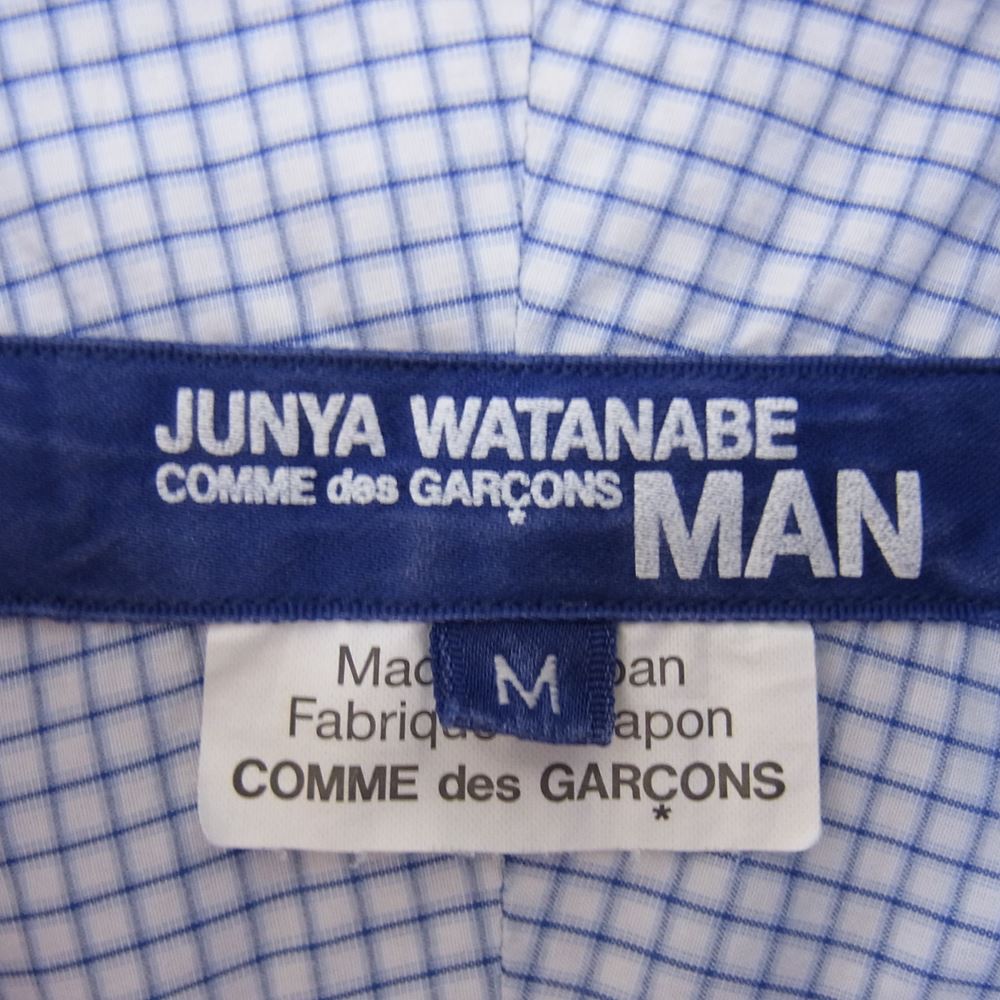 JUNYA WATANABE
COMME des GARÇONS MAN
M
COMME des GARÇONS